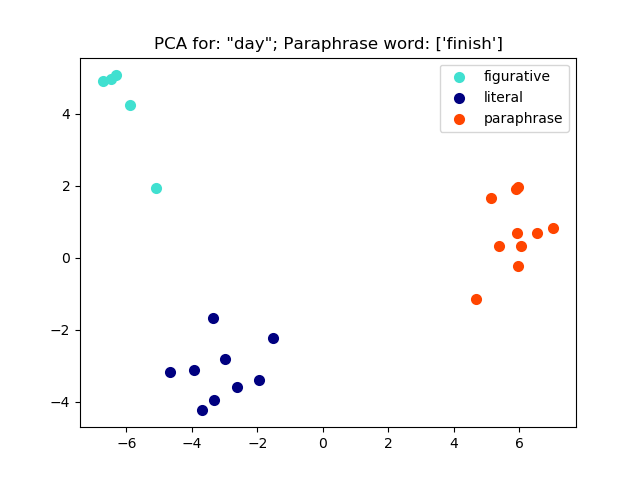 PCA for: "day"; Paraphrase word: ['finish']
figurative
literal
paraphrase
4
2
0
−2
−4
−6 −4 −2 0 2 4 6